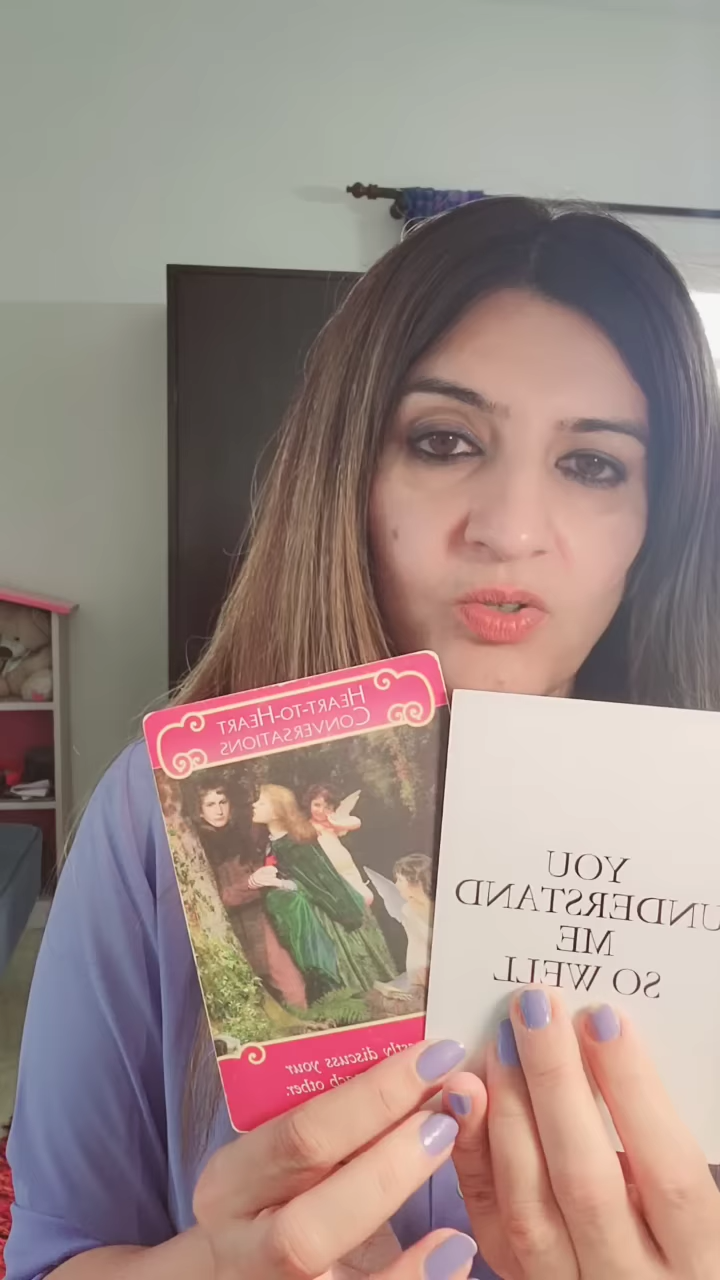 HEART-TO-HEART
CONVERSATIONS
discuss your
other.
YOU
UNDERSTAND
ME
SO WELL